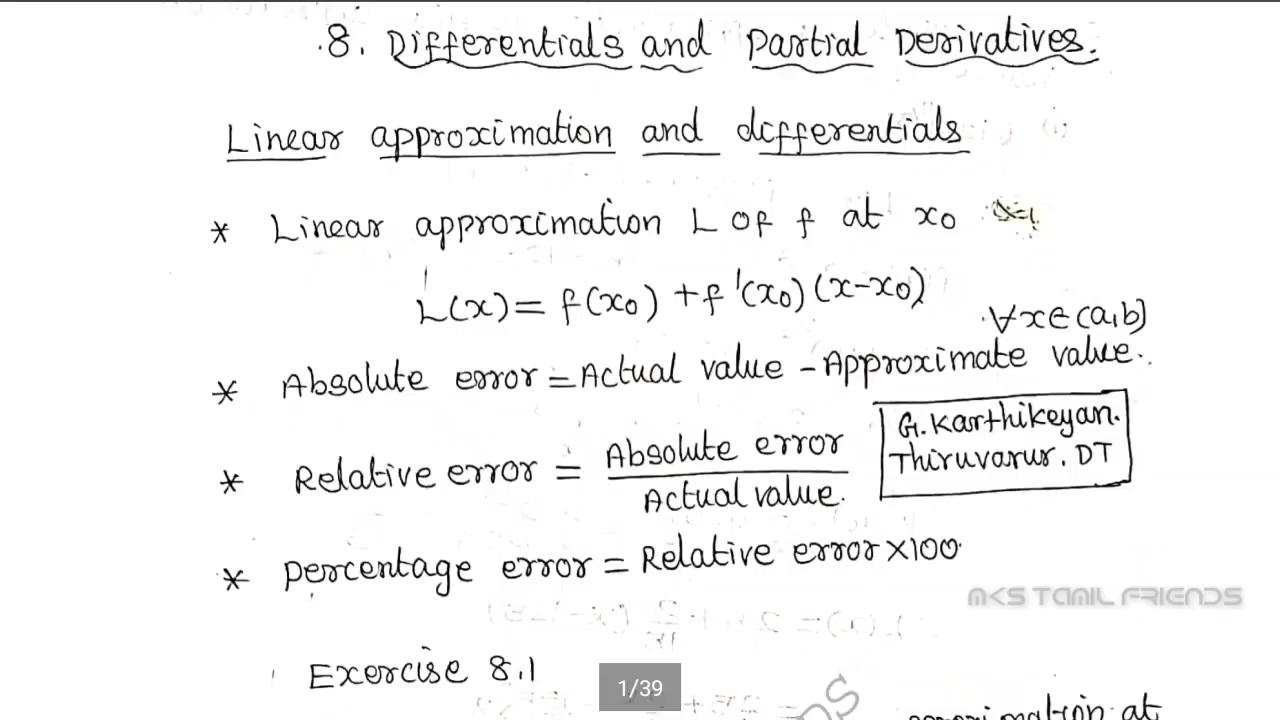 8. Differentials and Partial Derivatives.
Linear approximation and differentials
* Linear approximation L of f at x0
L(x) = f(x0) + f'(x0) (x-x0)
∀x∈(a,b)
* Absolute error = Actual value - Approximate value.
* Relative error = Absolute error / Actual value.
G. Karthikeyan.
Thiruvarur. DT
* Percentage error = Relative error × 100
MKS TAMIL FRIENDS
Exercise 8.1
1/39
approximation at